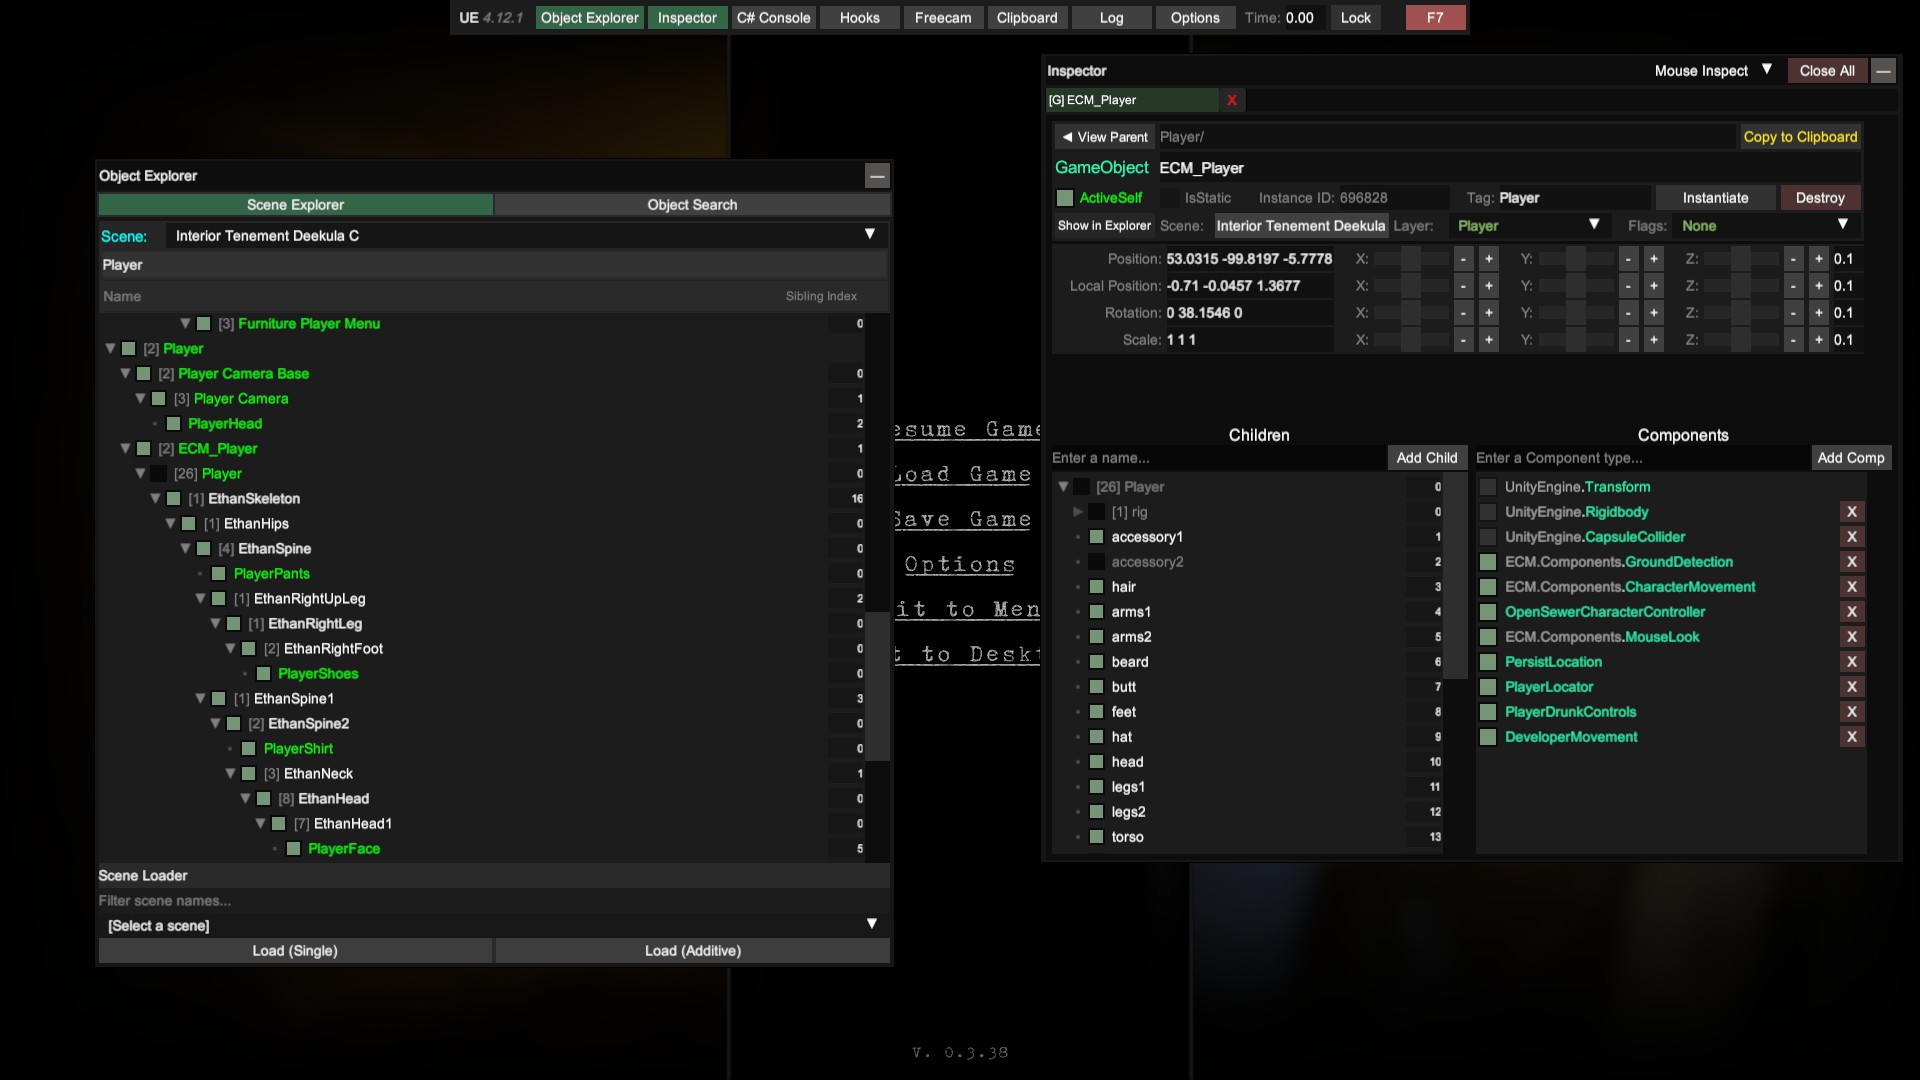 UE 4.12.1 Object Explorer Inspector C# Console Hooks Freecam Clipboard Log Options Time: 0.00 Lock F7
Object Explorer
Scene Explorer Object Search
Scene: Interior Tenement Deekula C
Player
Name Sibling Index
[3] Furniture Player Menu 0
[2] Player
[2] Player Camera Base 0
[3] Player Camera 1
PlayerHead 2
[2] ECM_Player 1
[26] Player 0
[1] EthanSkeleton 16
[1] EthanHips 0
[4] EthanSpine 0
PlayerPants 0
[1] EthanRightUpLeg 2
[1] EthanRightLeg 0
[2] EthanRightFoot 0
PlayerShoes 0
[1] EthanSpine1 3
[2] EthanSpine2 0
PlayerShirt 0
[3] EthanNeck 1
[8] EthanHead 0
[7] EthanHead1 0
PlayerFace 5
Scene Loader
Filter scene names...
[Select a scene]
Load (Single) Load (Additive)
esume Game
Load Game
Save Game
Options
it to Men
t to Deskt
V. 0.3.38
Inspector Mouse Inspect Close All
[G] ECM_Player X
◄ View Parent Player/ Copy to Clipboard
GameObject ECM_Player
ActiveSelf IsStatic Instance ID: 696828 Tag: Player Instantiate Destroy
Show in Explorer Scene: Interior Tenement Deekula Layer: Player Flags: None
Position: 53.0315 -99.8197 -5.7778 X: - + Y: - + Z: - + 0.1
Local Position: -0.71 -0.0457 1.3677 X: - + Y: - + Z: - + 0.1
Rotation: 0 38.1546 0 X: - + Y: - + Z: - + 0.1
Scale: 1 1 1 X: - + Y: - + Z: - + 0.1
Children
Enter a name... Add Child
[26] Player 0
[1] rig 0
accessory1 1
accessory2 2
hair 3
arms1 4
arms2 5
beard 6
butt 7
feet 8
hat 9
head 10
legs1 11
legs2 12
torso 13
Components
Enter a Component type... Add Comp
UnityEngine.Transform
UnityEngine.Rigidbody X
UnityEngine.CapsuleCollider X
ECM.Components.GroundDetection X
ECM.Components.CharacterMovement X
OpenSewerCharacterController X
ECM.Components.MouseLook X
PersistLocation X
PlayerLocator X
PlayerDrunkControls X
DeveloperMovement X